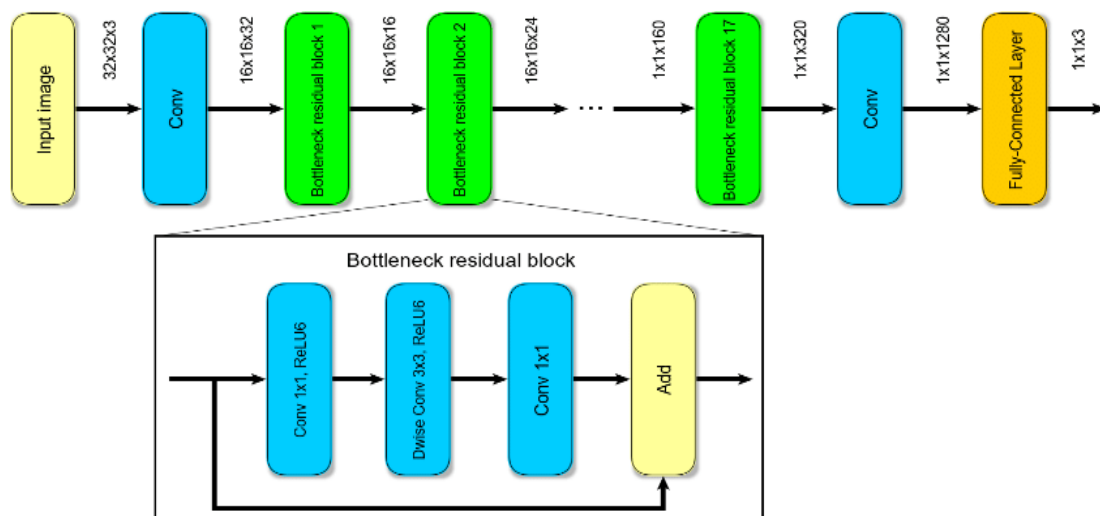 Input image
32x32x3
Conv
16x16x32
Bottleneck residual block 1
16x16x16
Bottleneck residual block 2
16x16x24
...
1x1x160
Bottleneck residual block 17
1x1x320
Conv
1x1x1280
Fully-Connected Layer
1x1x3
Bottleneck residual block
Conv 1x1, ReLU6
Dwise Conv 3x3, ReLU6
Conv 1x1
Add